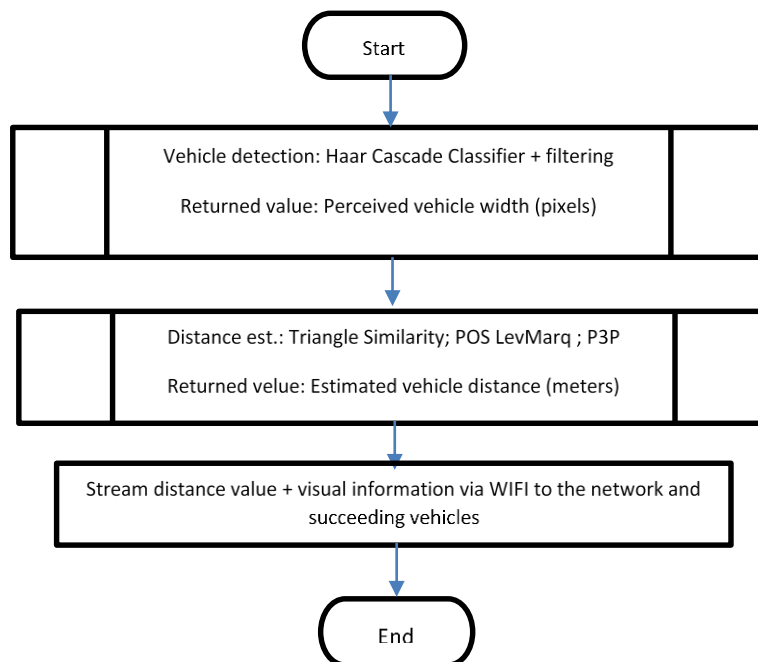 Start
Vehicle detection: Haar Cascade Classifier + filtering
Returned value: Perceived vehicle width (pixels)
Distance est.: Triangle Similarity; POS LevMarq ; P3P
Returned velue: Estimated vehicle distance (meters)
Stream distance value + visual information via WIFI to the network and
succeeding vehicles
End